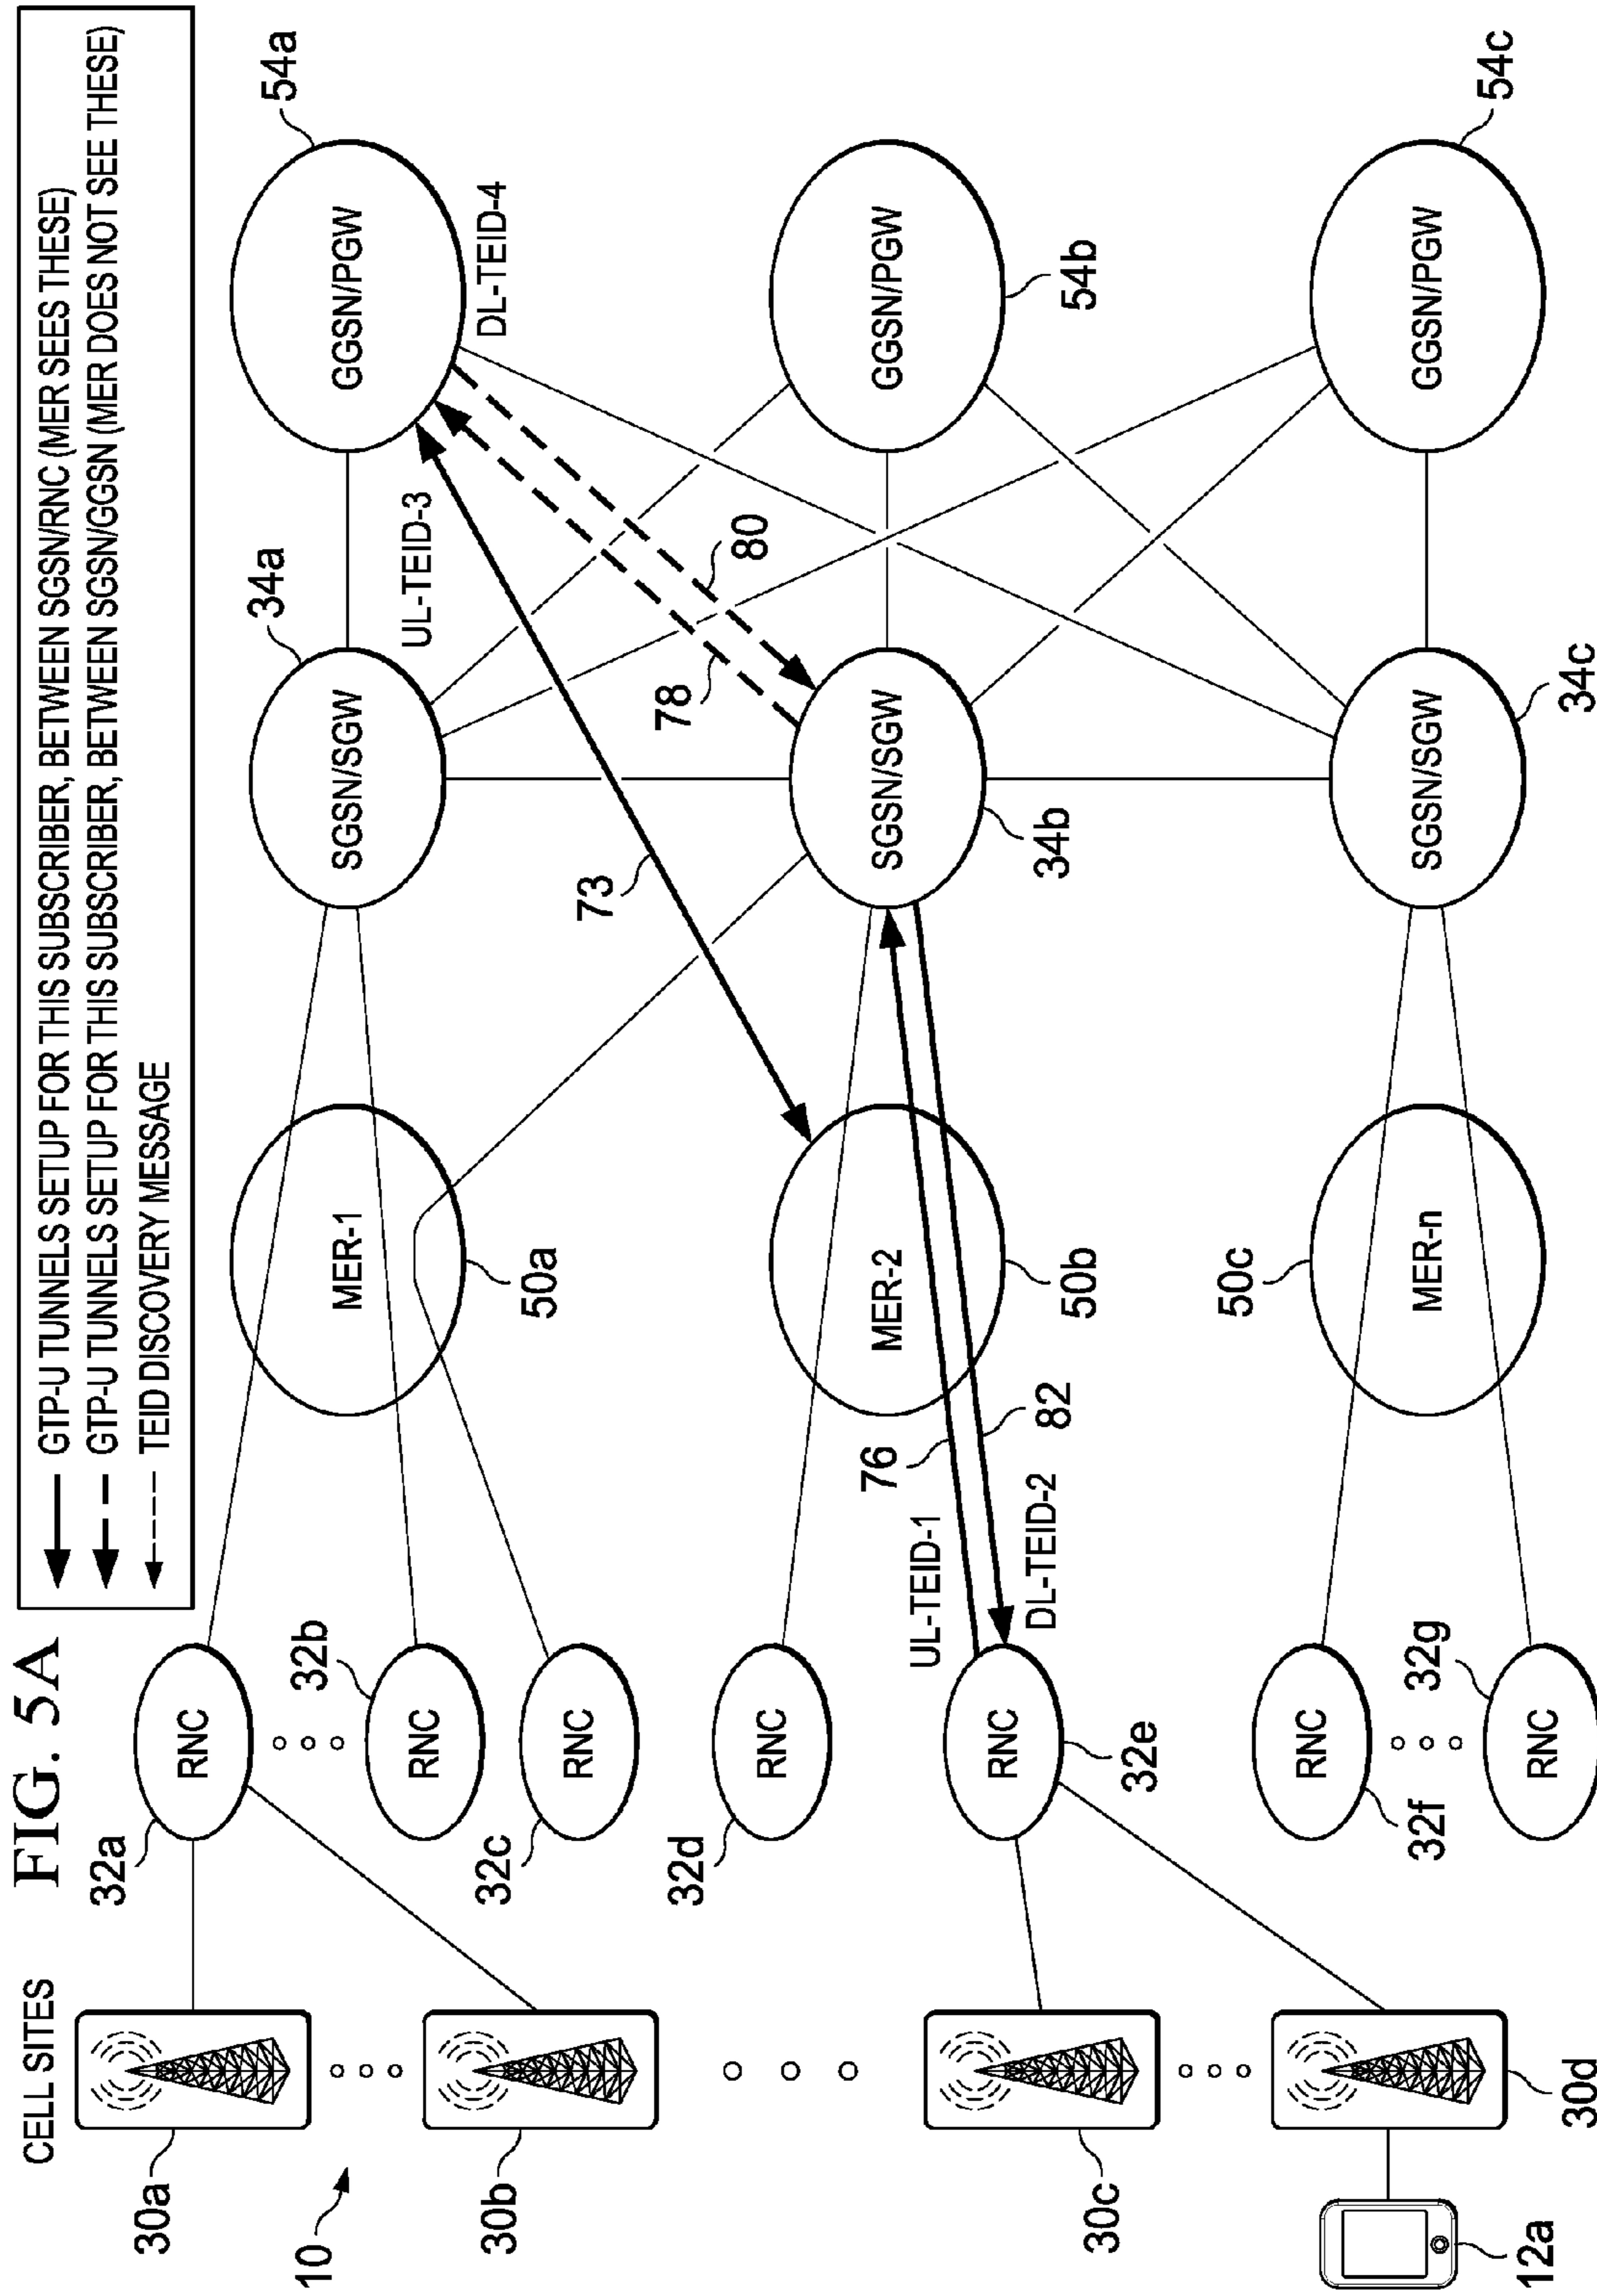 FIG. 5A
GTP-U TUNNELS SETUP FOR THIS SUBSCRIBER, BETWEEN SGSN/RNC (MER SEES THESE)
GTP-U TUNNELS SETUP FOR THIS SUBSCRIBER, BETWEEN SGSN/GGSN (MER DOES NOT SEE THESE)
TEID DISCOVERY MESSAGE
CELL SITES
30a
10
30b
30c
30d
12a
32a
RNC
32b
RNC
32c
RNC
32d
RNC
RNC
32e
RNC
32f
32g
RNC
UL-TEID-1
DL-TEID-2
76
82
MER-1
50a
MER-2
50b
50c
MER-n
73
34a
SGSN/SGW
UL-TEID-3
78
80
SGSN/SGW
34b
SGSN/SGW
34c
54a
GGSN/PGW
DL-TEID-4
GGSN/PGW
54b
GGSN/PGW
54c